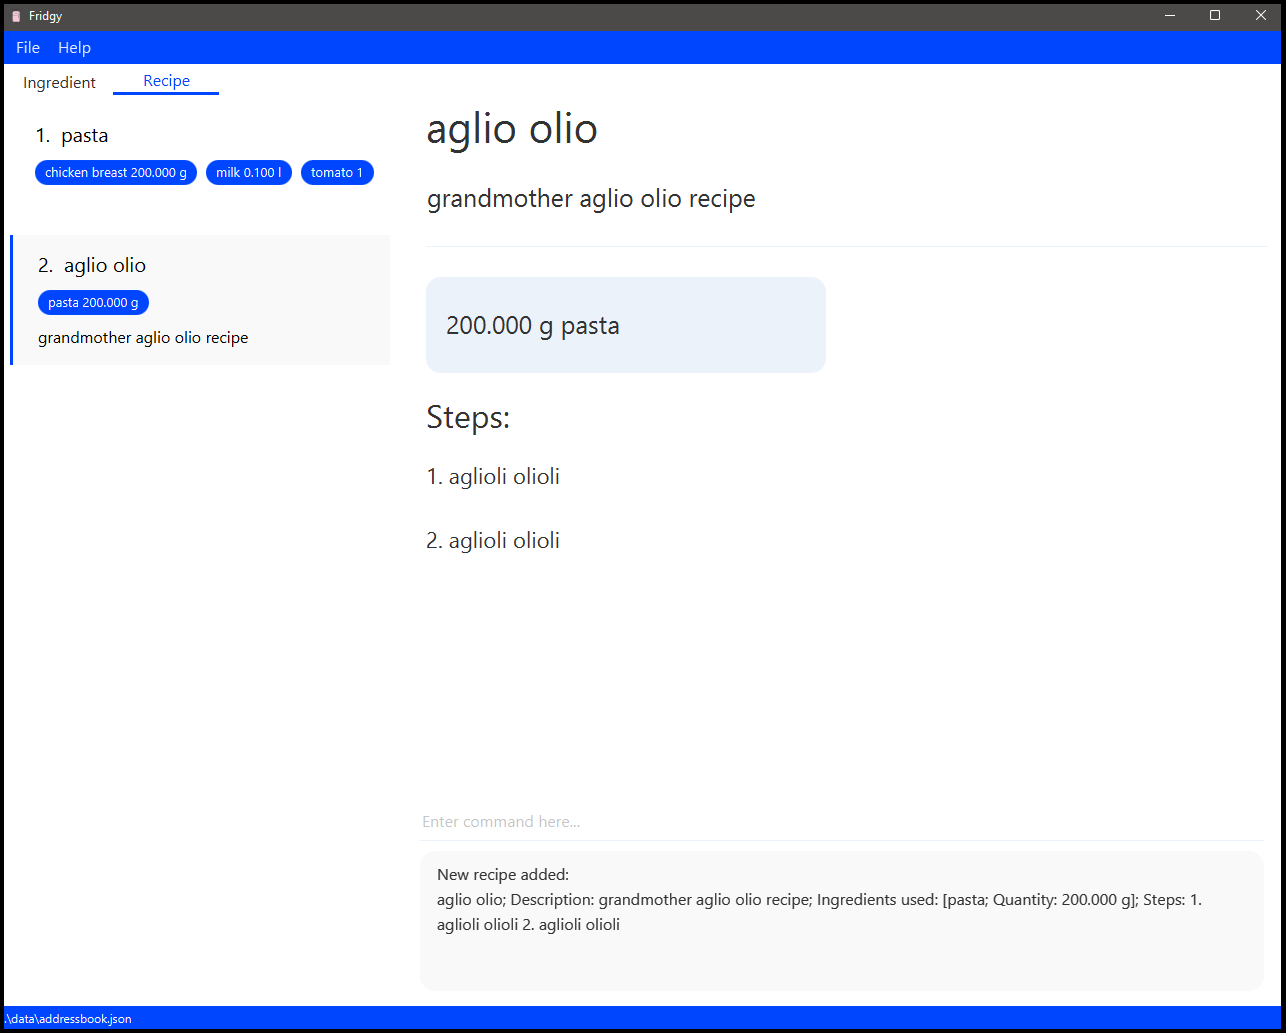 Fridgy
File Help
Ingredient Recipe
1. pasta
chicken breast 200.000 g milk 0.100 l tomato 1
2. aglio olio
pasta 200.000 g
grandmother aglio olio recipe
aglio olio
grandmother aglio olio recipe
200.000 g pasta
Steps:
1. aglioli olioli
2. aglioli olioli
Enter command here...
New recipe added:
aglio olio; Description: grandmother aglio olio recipe; Ingredients used: [pasta; Quantity: 200.000 g]; Steps: 1.
aglioli olioli 2. aglioli olioli
.\data\addressbook.json